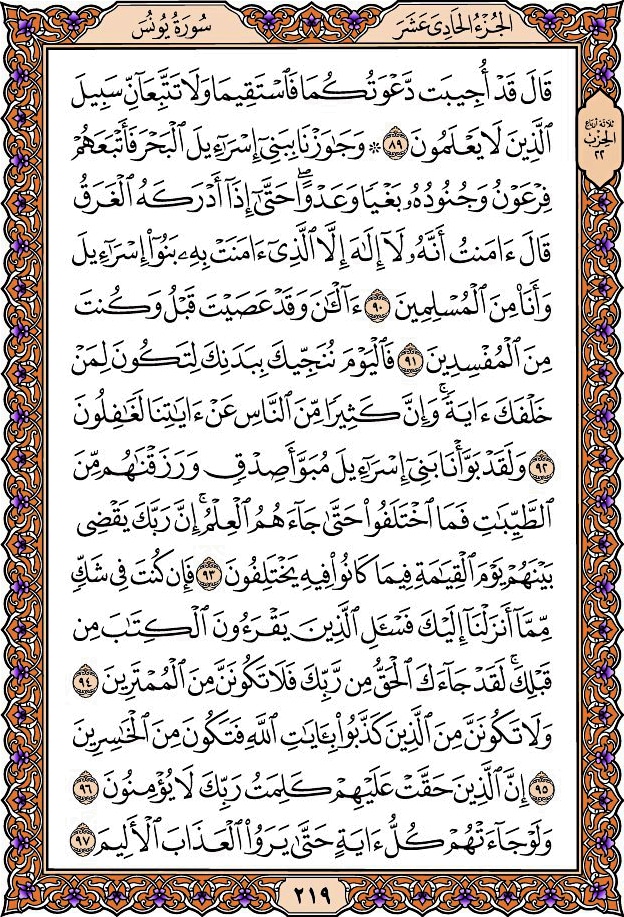 الجُزْءُ الحَادِى عَشَرَ
سُورَةُ يُونُسَ
ثلاثة أرباع
الحِزْب
٢٢
قَالَ قَدْ أُجِيبَت دَّعْوَتُكُمَا فَٱسْتَقِيمَا وَلَا تَتَّبِعَآنِّ سَبِيلَ
ٱلَّذِينَ لَا يَعْلَمُونَ ٨٩ ۞ وَجَٰوَزْنَا بِبَنِىٓ إِسْرَٰٓءِيلَ ٱلْبَحْرَ فَأَتْبَعَهُمْ
فِرْعَوْنُ وَجُنُودُهُۥ بَغْيًا وَعَدْوًا ۖ حَتَّىٰٓ إِذَآ أَدْرَكَهُ ٱلْغَرَقُ
قَالَ ءَامَنتُ أَنَّهُۥ لَآ إِلَٰهَ إِلَّا ٱلَّذِىٓ ءَامَنَتْ بِهِۦ بَنُوٓا۟ إِسْرَٰٓءِيلَ
وَأَنَا۠ مِنَ ٱلْمُسْلِمِينَ ٩٠ ءَآلْـَٰٔنَ وَقَدْ عَصَيْتَ قَبْلُ وَكُنتَ
مِنَ ٱلْمُفْسِدِينَ ٩١ فَٱلْيَوْمَ نُنَجِّيكَ بِبَدَنِكَ لِتَكُونَ لِمَنْ
خَلْفَكَ ءَايَةً ۚ وَإِنَّ كَثِيرًا مِّنَ ٱلنَّاسِ عَنْ ءَايَٰتِنَا لَغَٰفِلُونَ
٩٢ وَلَقَدْ بَوَّأْنَا بَنِىٓ إِسْرَٰٓءِيلَ مُبَوَّأَ صِدْقٍ وَرَزَقْنَٰهُم مِّنَ
ٱلطَّيِّبَٰتِ فَمَا ٱخْتَلَفُوا۟ حَتَّىٰ جَآءَهُمُ ٱلْعِلْمُ ۚ إِنَّ رَبَّكَ يَقْضِى
بَيْنَهُمْ يَوْمَ ٱلْقِيَٰمَةِ فِيمَا كَانُوا۟ فِيهِ يَخْتَلِفُونَ ٩٣ فَإِن كُنتَ فِى شَكٍّ
مِّمَّآ أَنزَلْنَآ إِلَيْكَ فَسْـَٔلِ ٱلَّذِينَ يَقْرَءُونَ ٱلْكِتَٰبَ مِن
قَبْلِكَ ۚ لَقَدْ جَآءَكَ ٱلْحَقُّ مِن رَّبِّكَ فَلَا تَكُونَنَّ مِنَ ٱلْمُمْتَرِينَ ٩٤
وَلَا تَكُونَنَّ مِنَ ٱلَّذِينَ كَذَّبُوا۟ بِـَٔايَٰتِ ٱللَّهِ فَتَكُونَ مِنَ ٱلْخَٰسِرِينَ
٩٥ إِنَّ ٱلَّذِينَ حَقَّتْ عَلَيْهِمْ كَلِمَتُ رَبِّكَ لَا يُؤْمِنُونَ ٩٦
وَلَوْ جَآءَتْهُمْ كُلُّ ءَايَةٍ حَتَّىٰ يَرَوُا۟ ٱلْعَذَابَ ٱلْأَلِيمَ ٩٧
٢١٩